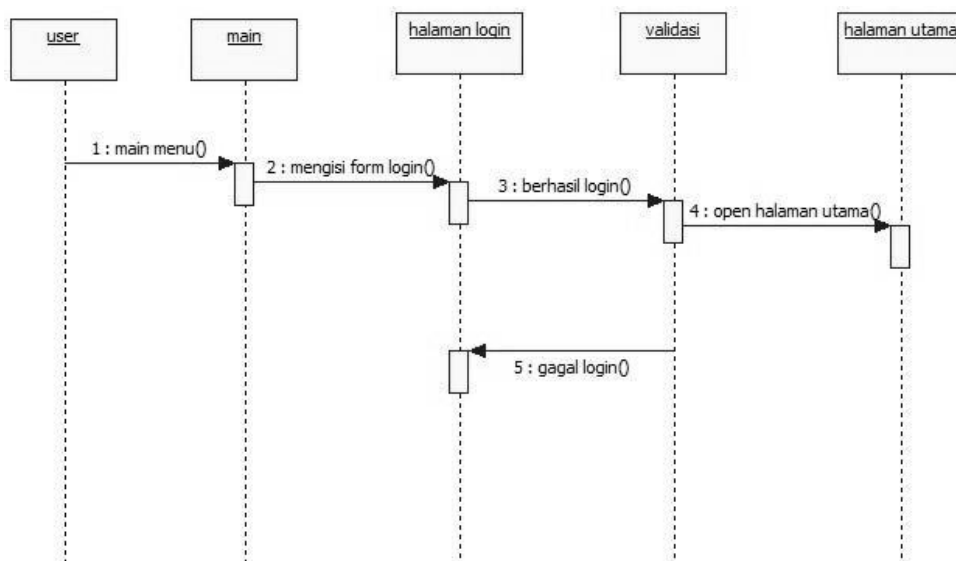 user
main
halaman login
validasi
halaman utama
1 : main menu()
2 : mengisi form login()
3 : berhasil login()
4 : open halaman utama()
5 : gagal login()